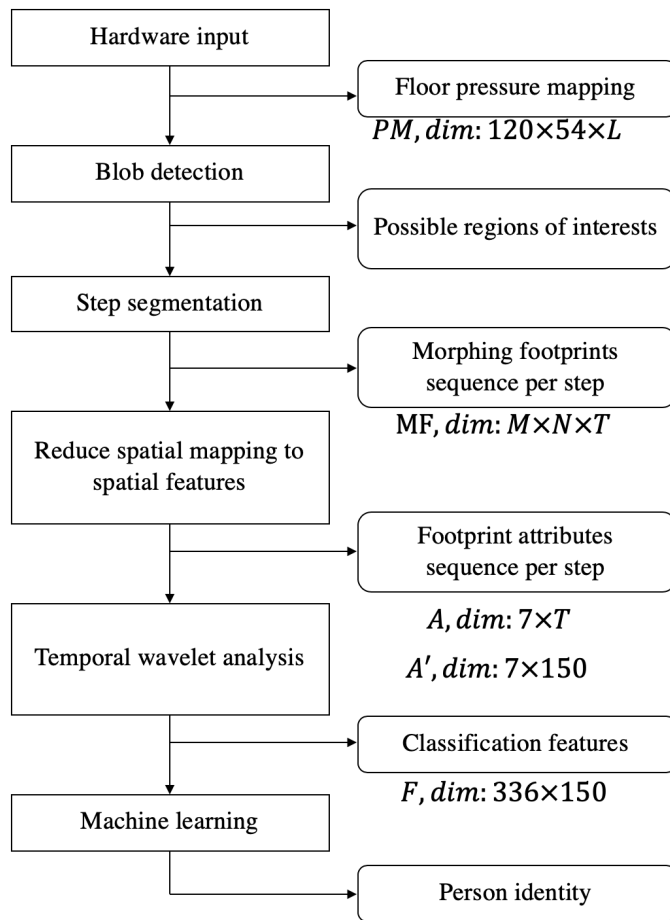 Hardware input
Floor pressure mapping
PM, dim: 120×54×L
Blob detection
Possible regions of interests
Step segmentation
Morphing footprints
sequence per step
MF, dim: M×N×T
Reduce spatial mapping to
spatial features
Footprint attributes
sequence per step
A, dim: 7×T
Temporal wavelet analysis
A′, dim: 7×150
Classification features
F, dim: 336×150
Machine learning
Person identity